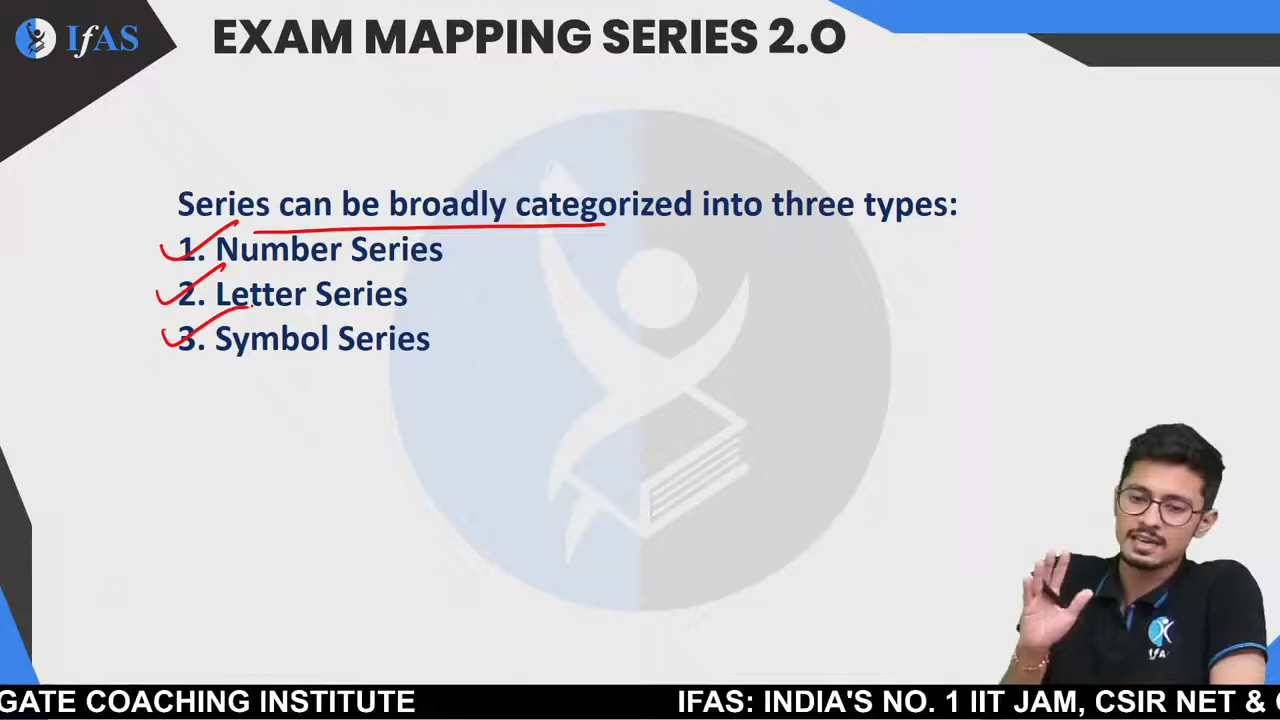 IfAS
EXAM MAPPING SERIES 2.O
Series can be broadly categorized into three types:
1. Number Series
2. Letter Series
3. Symbol Series
GATE COACHING INSTITUTE IFAS: INDIA'S NO. 1 IIT JAM, CSIR NET &